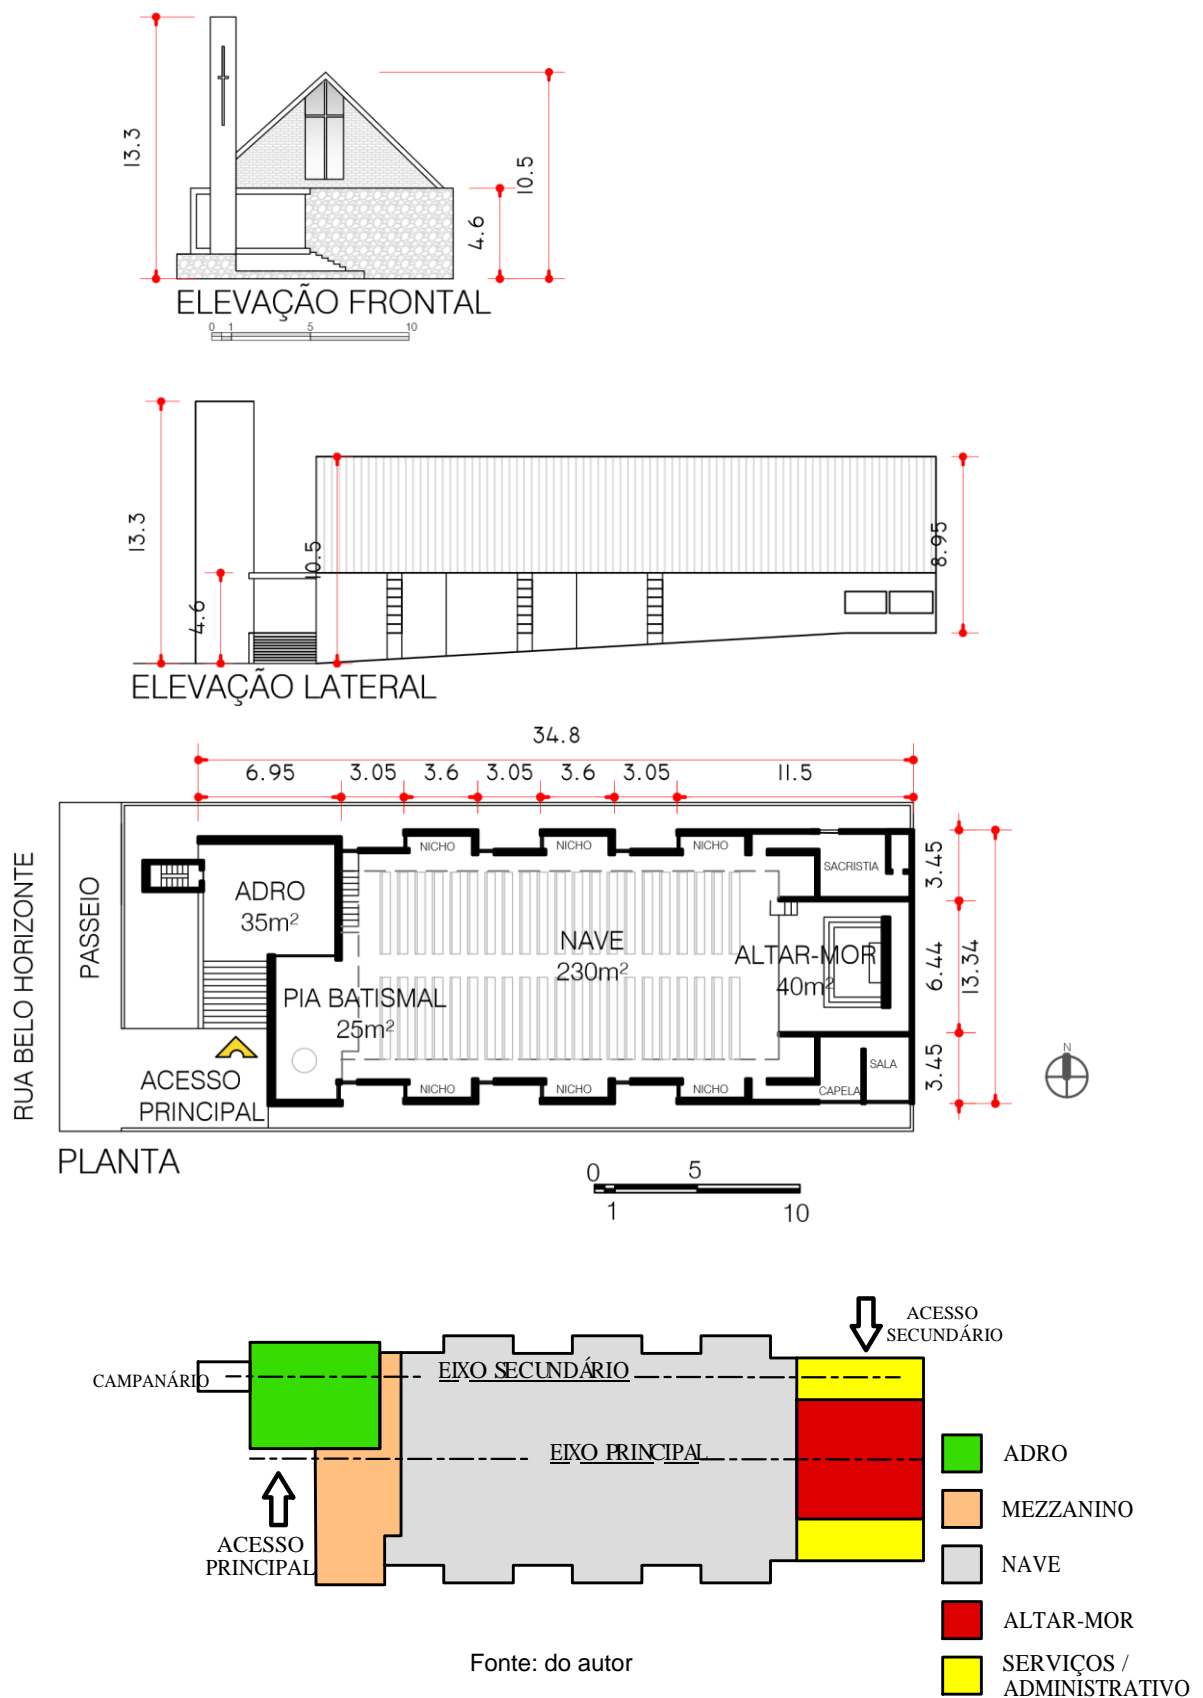 13.3
10.5
4.6
ELEVAÇÃO FRONTAL
0 1 5 10
13.3
4.6
10.5
8.95
ELEVAÇÃO LATERAL
34.8
6.95 3.05 3.6 3.05 3.6 3.05 11.5
RUA BELO HORIZONTE
PASSEIO
NICHO NICHO NICHO
SACRISTIA
ADRO
35m²
NAVE
230m²
ALTAR-MOR
40m²
PIA BATISMAL
25m²
3.45
6.44
13.34
3.45
ACESSO
PRINCIPAL
NICHO NICHO NICHO
CAPELA
SALA
N
PLANTA
0 5
1 10
ACESSO
SECUNDÁRIO
CAMPANÁRIO
EIXO SECUNDÁRIO
EIXO PRINCIPAL
ACESSO
PRINCIPAL
ADRO
MEZZANINO
NAVE
ALTAR-MOR
SERVIÇOS /
ADMINISTRATIVO
Fonte: do autor